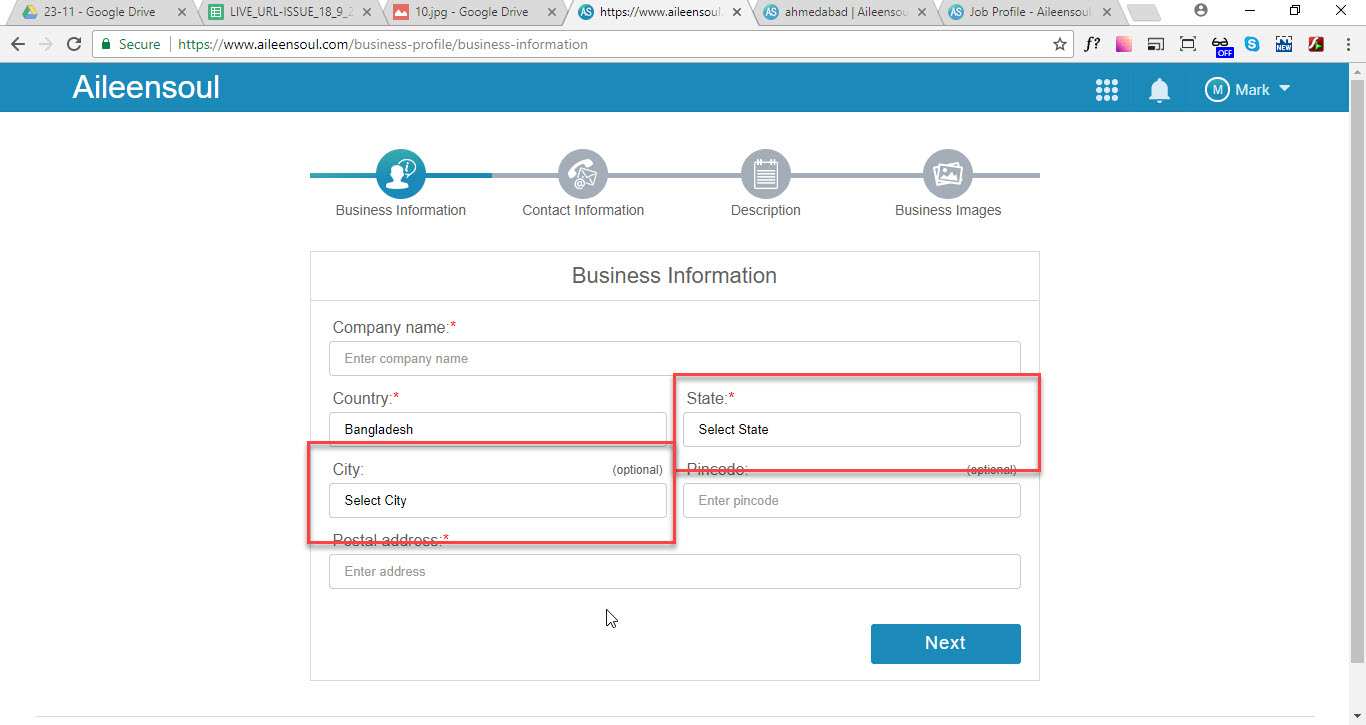 23-11 - Google Drive
LIVE_URL-ISSUE_18_9_2
10.jpg - Google Drive
https://www.aileensoul.
ahmedabad | Aileensou
Job Profile - Aileensoul
Secure
https://www.aileensoul.com/business-profile/business-information
f?
OFF
NEW
Aileensoul
M
Mark
Business Information
Contact Information
Description
Business Images
Business Information
Company name:*
Enter company name
Country:*
State:*
Bangladesh
Select State
City:
(optional)
Pincode:
(optional)
Select City
Enter pincode
Postal address:*
Enter address
Next